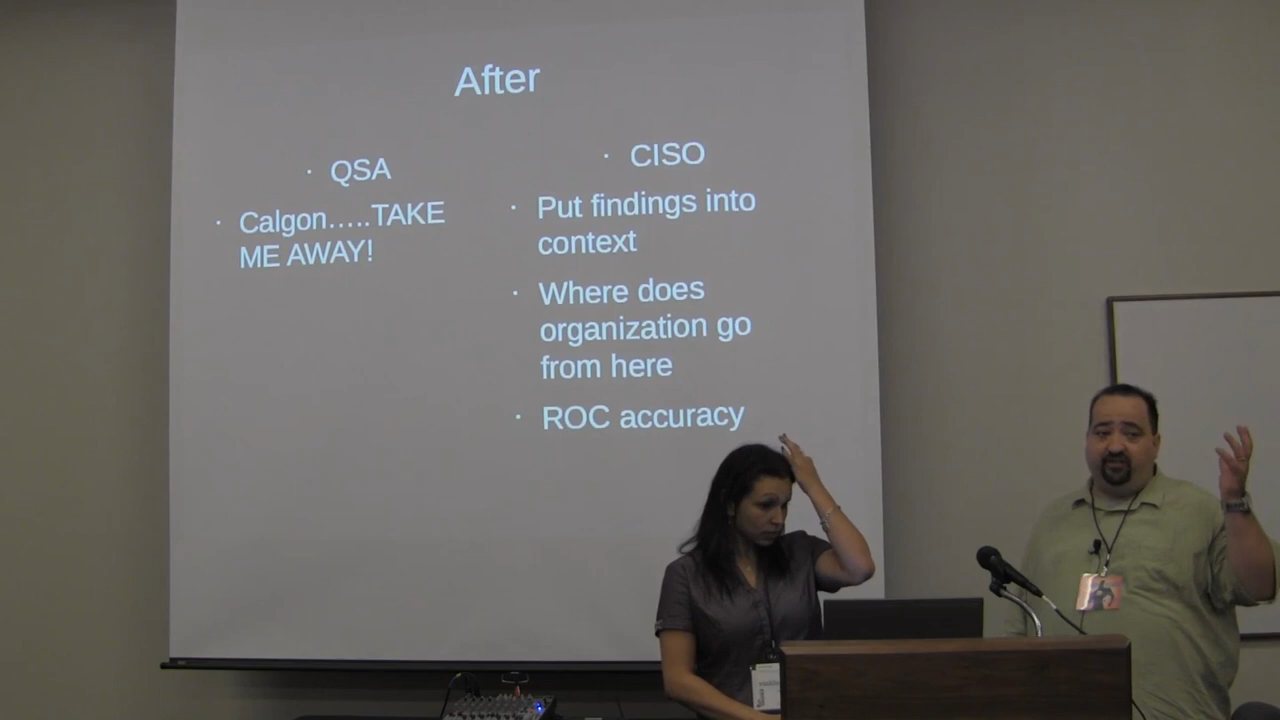 After
· QSA
· Calgon.....TAKE
ME AWAY!
· CISO
· Put findings into
context
· Where does
organization go
from here
· ROC accuracy